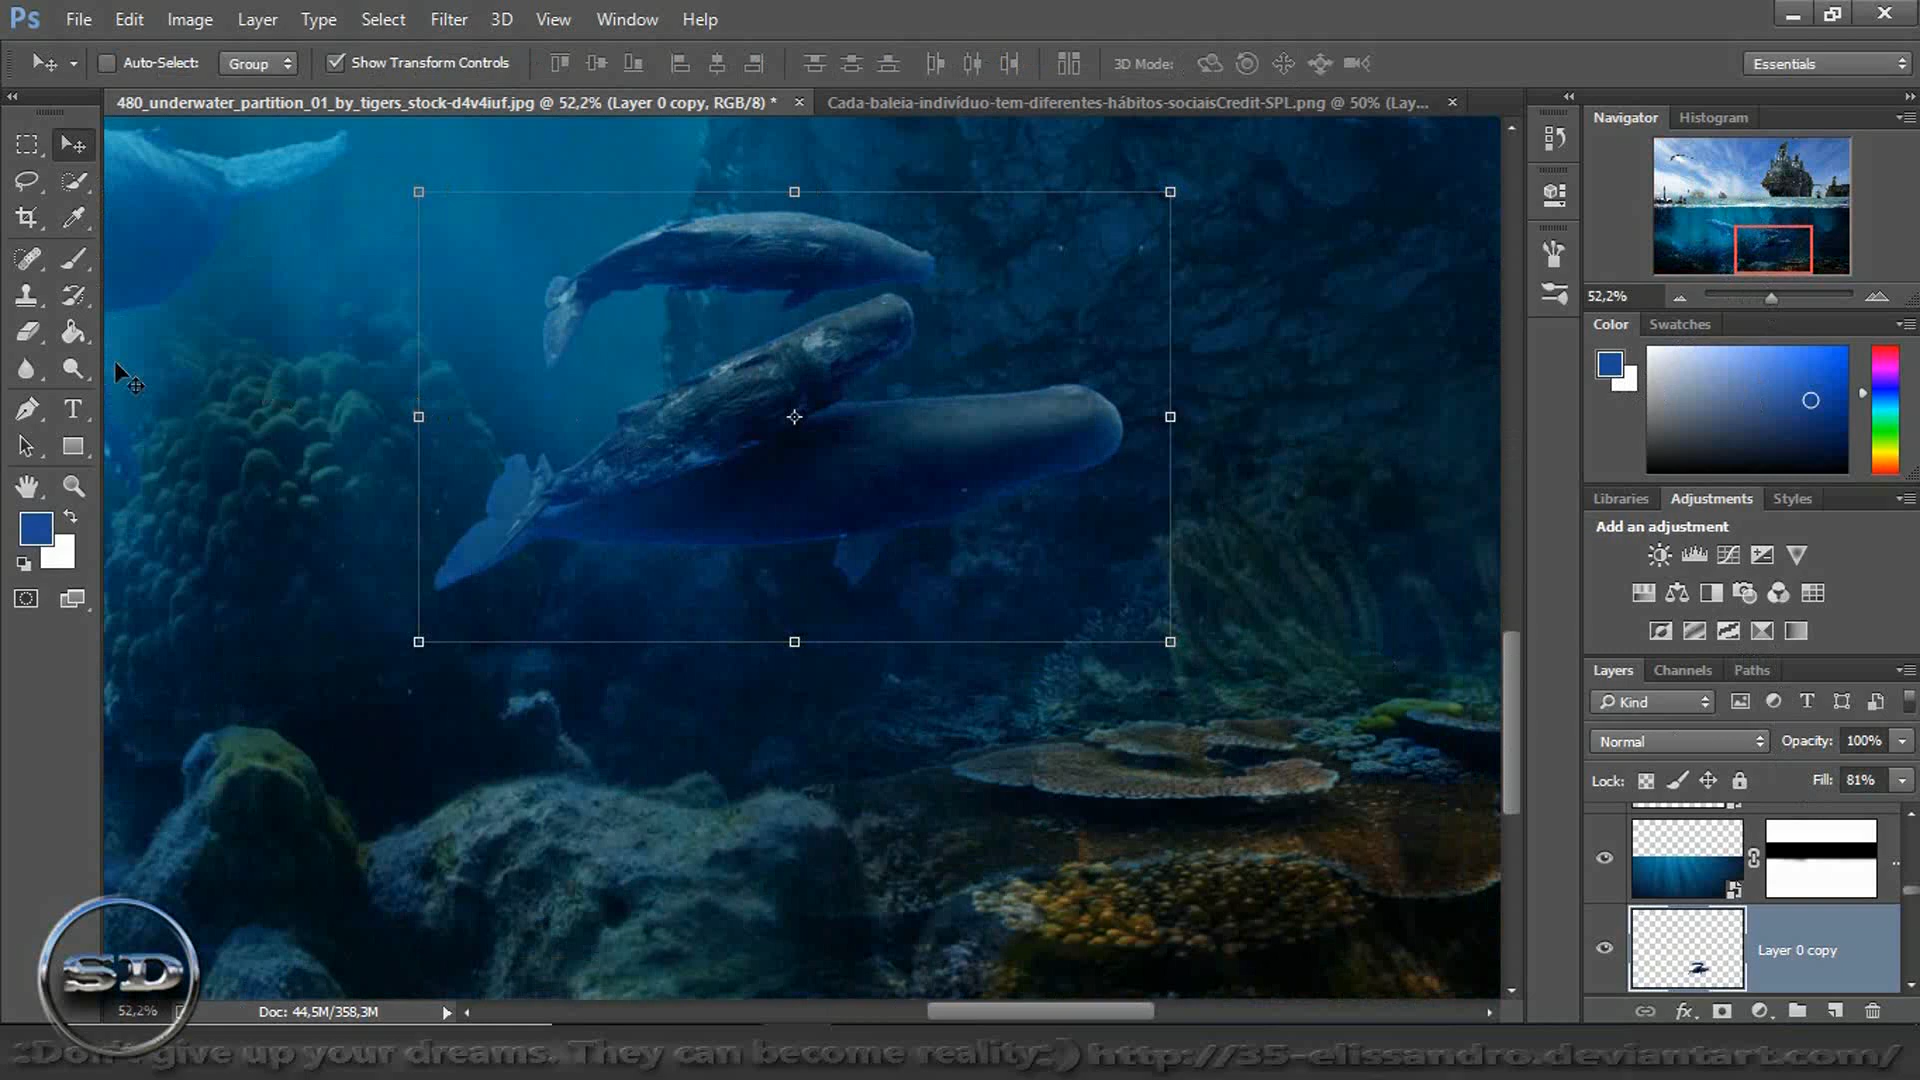 Ps File Edit Image Layer Type Select Filter 3D View Window Help
Auto-Select: Group Show Transform Controls 3D Mode: Essentials
480_underwater_partition_01_by_tigers_stock-d4v4iuf.jpg @ 52,2% (Layer 0 copy, RGB/8) *
Cada-baleia-indivíduo-tem-diferentes-hábitos-sociaisCredit-SPL.png @ 50% (Lay...
Navigator Histogram
52,2%
Color Swatches
Libraries Adjustments Styles
Add an adjustment
Layers Channels Paths
Kind
Normal Opacity: 100%
Lock: Fill: 81%
Layer 0 copy
fx
T
SD
52,2% Doc: 44,5M/358,3M
:Don't give up your dreams. They can become reality:) http://35-elissandro.deviantart.com/